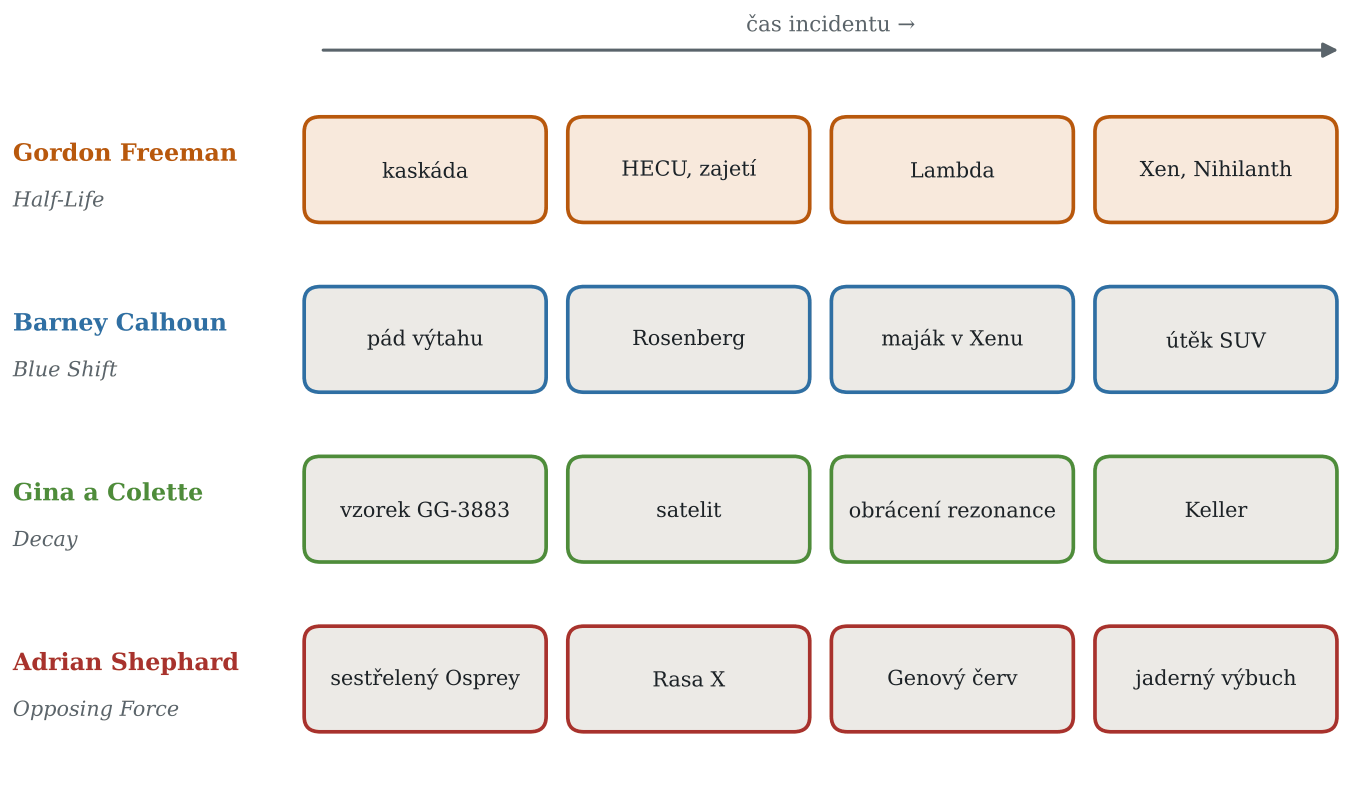 čas incidentu →
Gordon Freeman
Half-Life
kaskáda
HECU, zajetí
Lambda
Xen, Nihilanth
Barney Calhoun
Blue Shift
pád výtahu
Rosenberg
maják v Xenu
útěk SUV
Gina a Colette
Decay
vzorek GG-3883
satelit
obrácení rezonance
Keller
Adrian Shephard
Opposing Force
sestřelený Osprey
Rasa X
Genový červ
jaderný výbuch